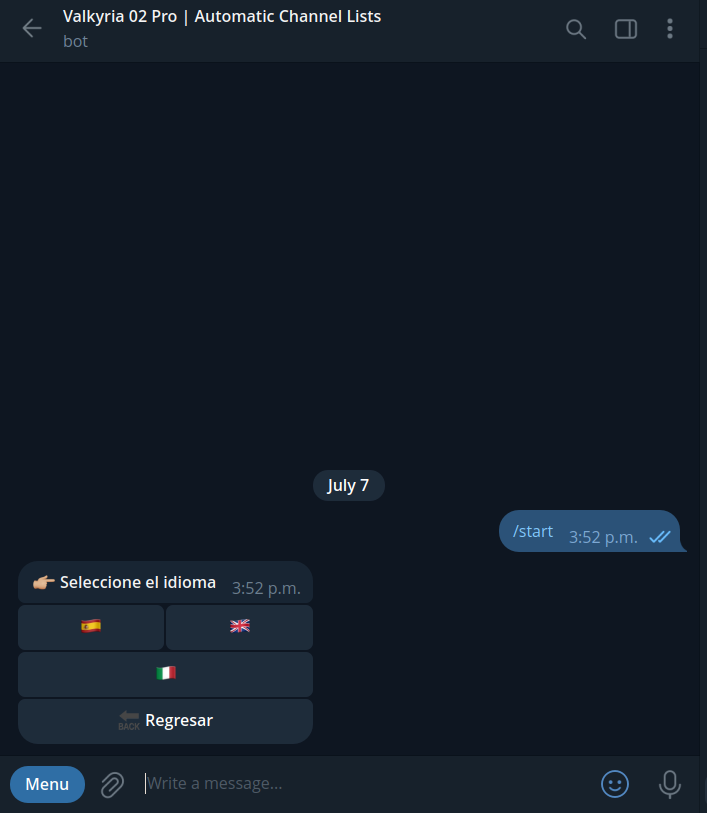 Valkyria 02 Pro | Automatic Channel Lists
bot
July 7
/start 3:52 p.m.
Seleccione el idioma 3:52 p.m.
BACK Regresar
Menu Write a message...